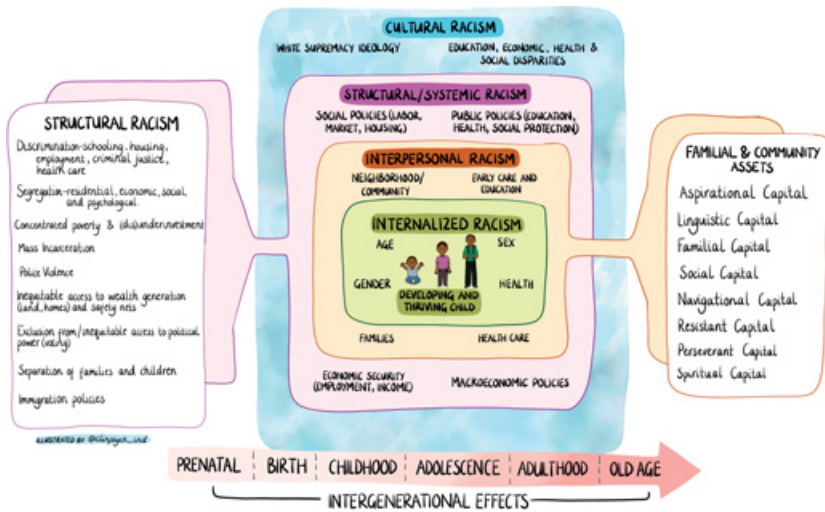 CULTURAL RACISM
WHITE SUPREMACY IDEOLOGY
EDUCATION, ECONOMIC, HEALTH &
SOCIAL DISPARITIES
STRUCTURAL/SYSTEMIC RACISM
SOCIAL POLICIES (LABOR,
MARKET, HOUSING)
PUBLIC POLICIES (EDUCATION,
HEALTH, SOCIAL PROTECTION)
INTERPERSONAL RACISM
NEIGHBORHOOD/
COMMUNITY
EARLY CARE AND
EDUCATION
INTERNALIZED RACISM
AGE
SEX
GENDER
HEALTH
DEVELOPING AND
THRIVING CHILD
FAMILIES
HEALTH CARE
ECONOMIC SECURITY
(EMPLOYMENT, INCOME)
MACROECONOMIC POLICIES
STRUCTURAL RACISM
Discrimination-schooling, housing,
employment, criminal justice,
health care
Segregation-residential, economic, social,
and psychological
Concentrated poverty & (dis)underinvestment
Mass Incarceration
Police Violence
Inequitable access to wealth generation
(land, homes) and safety nets
Exclusion from/inequitable access to political
power (voting)
Separation of families and children
Immigration policies
ILLUSTRATED BY
FAMILIAL & COMMUNITY
ASSETS
Aspirational Capital
Linguistic Capital
Familial Capital
Social Capital
Navigational Capital
Resistant Capital
Perseverant Capital
Spiritual Capital
PRENATAL
BIRTH
CHILDHOOD
ADOLESCENCE
ADULTHOOD
OLD AGE
INTERGENERATIONAL EFFECTS